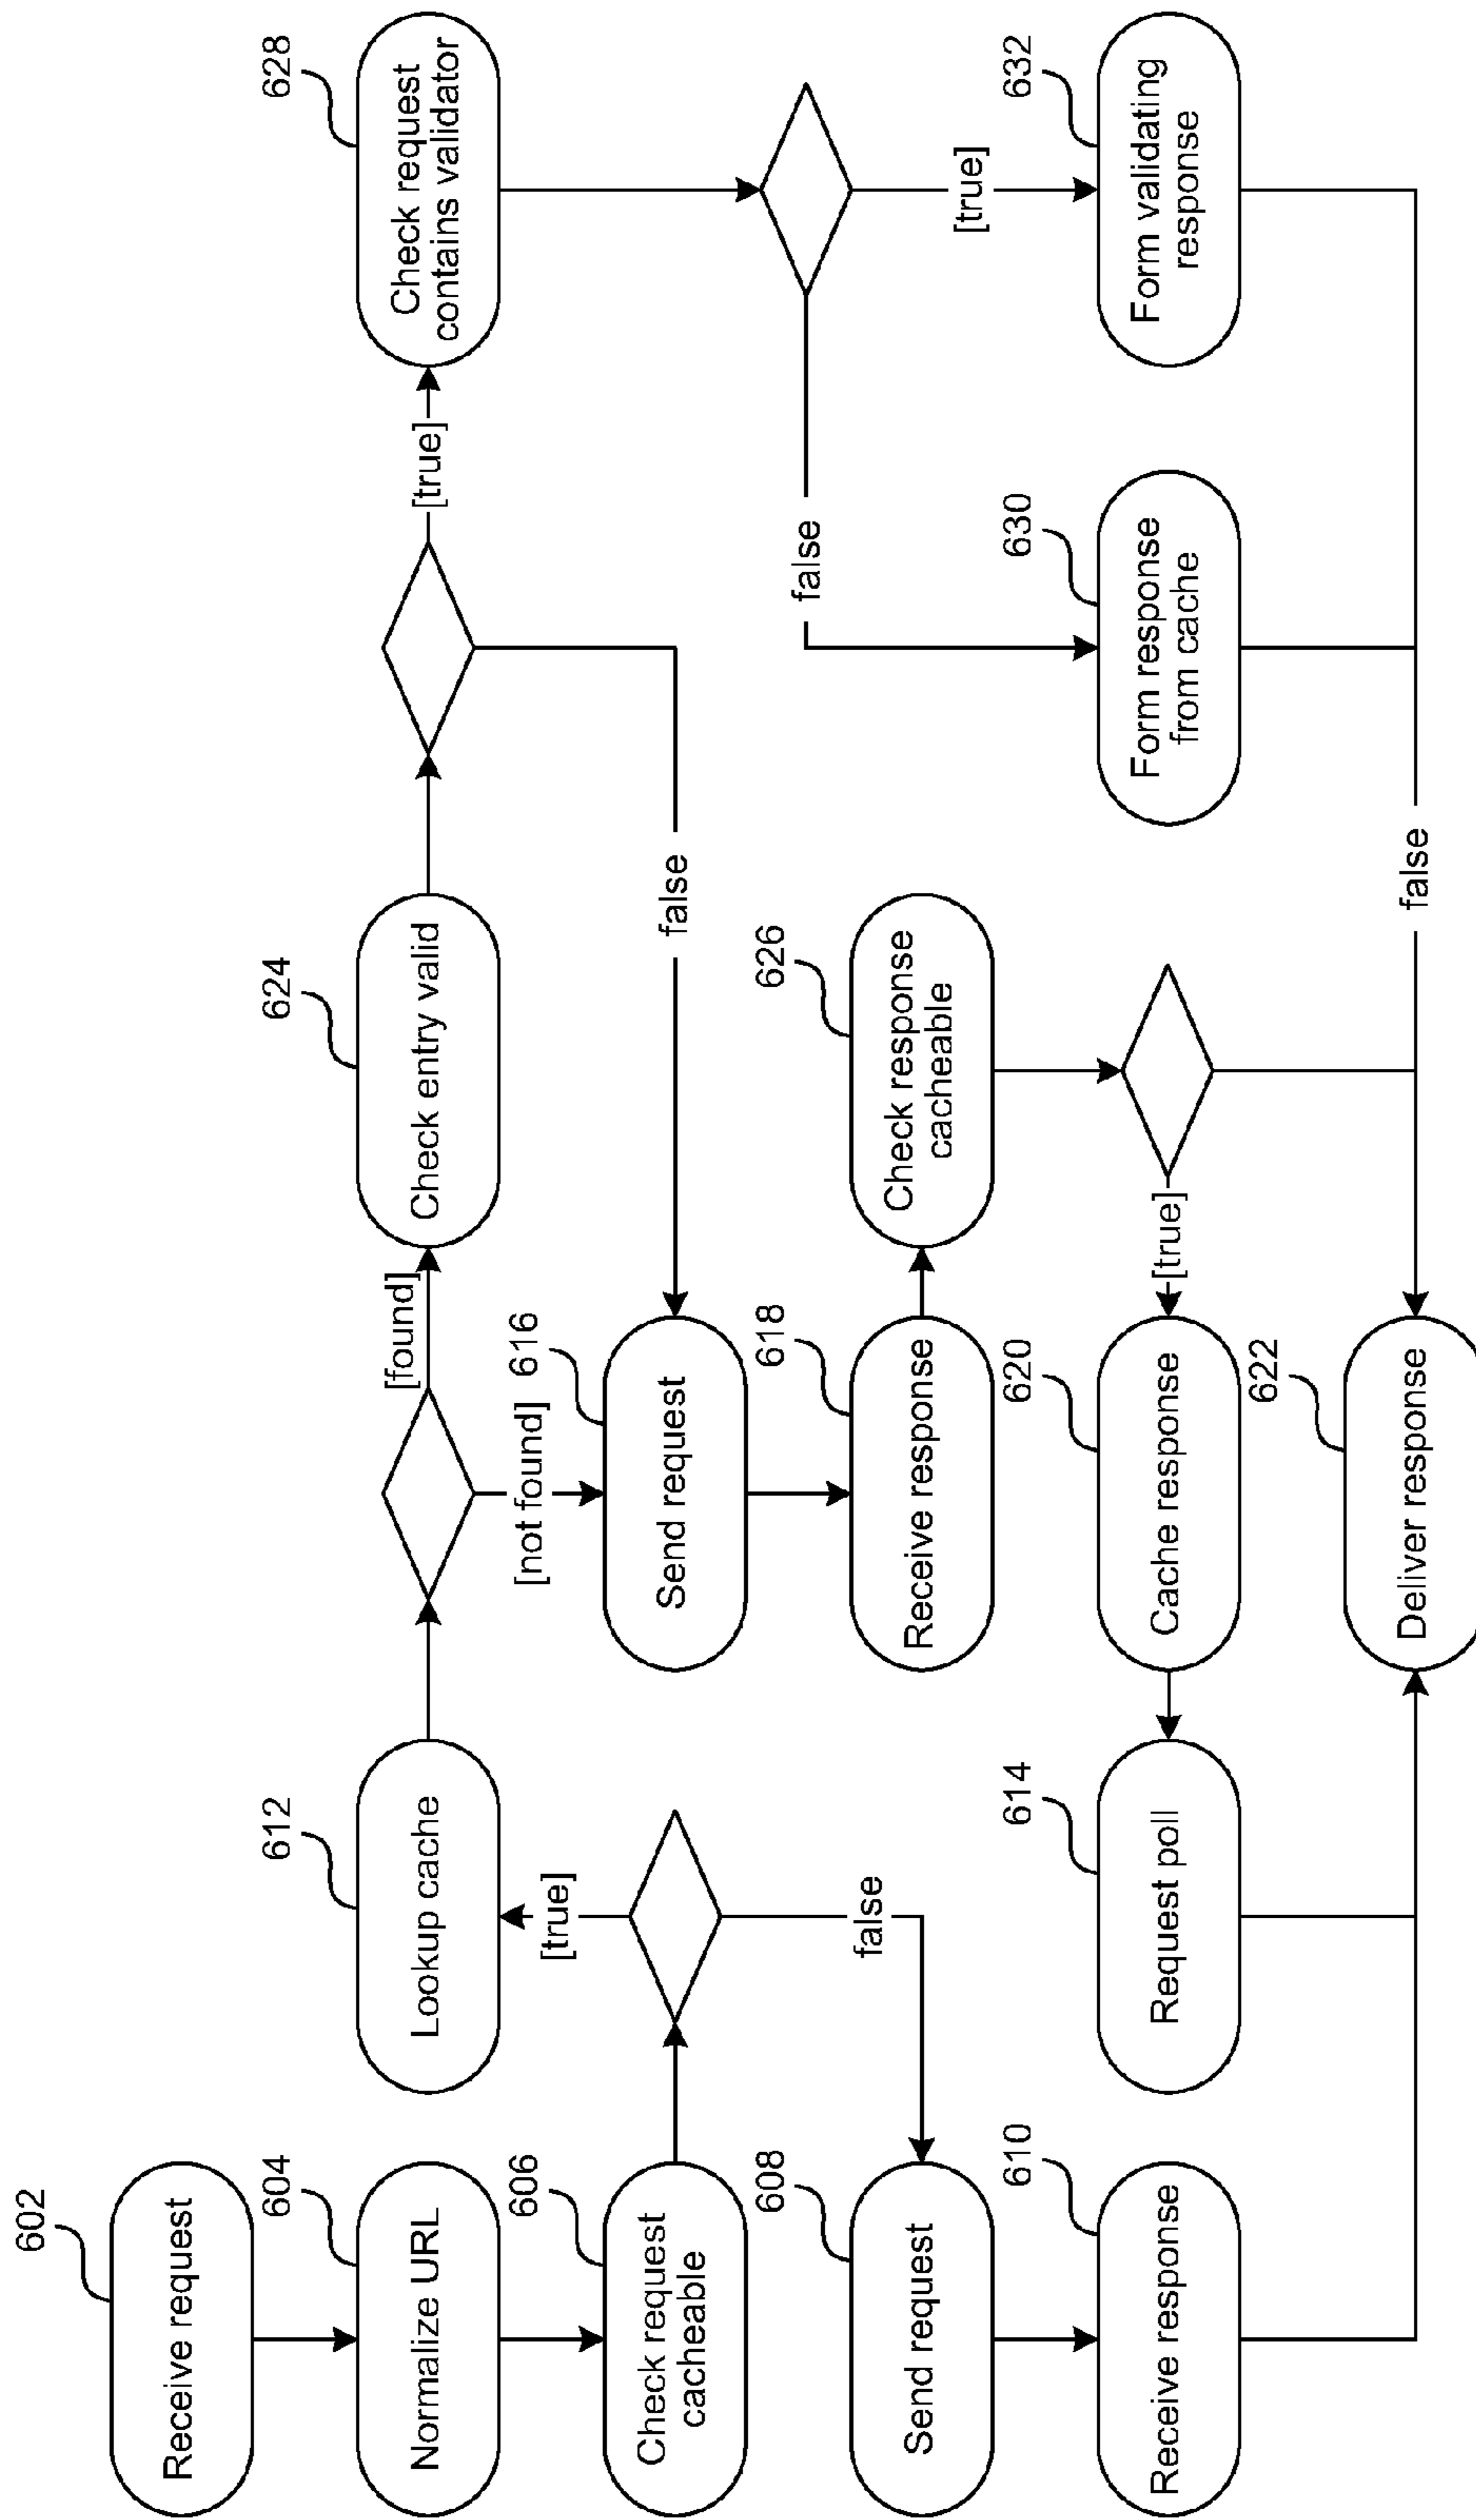 602
Receive request
604
Normalize URL
606
Check request
cacheable
608
Send request
610
Receive response
612
Lookup cache
[true]
false
614
Request poll
[found]
[not found]
616
Send request
618
Receive response
620
Cache response
622
Deliver response
624
Check entry valid
626
Check response
cacheable
[true]
false
[true]
false
628
Check request
contains validator
false
[true]
630
Form response
from cache
632
Form validating
response